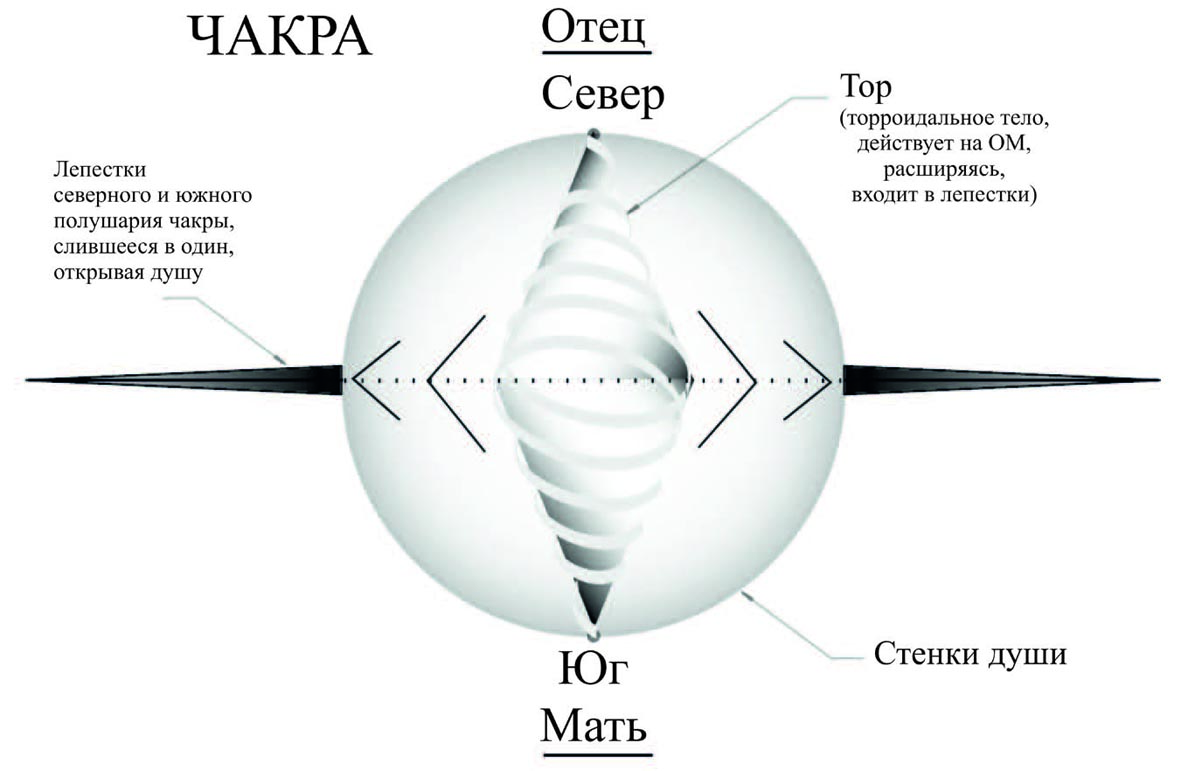 ЧАКРА
Отец
Север
Тор
(торроидальное тело,
действует на ОМ,
расширяясь,
входит в лепестки)
Лепестки
северного и южного
полушария чакры,
слившееся в один,
открывая душу
Стенки души
Юг
Мать